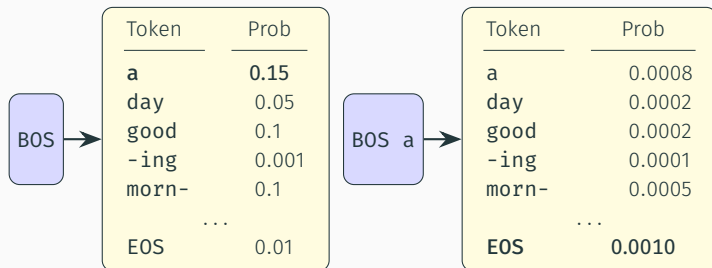 Token Prob
a 0.15
day 0.05
good 0.1
-ing 0.001
morn- 0.1
...
EOS 0.01
BOS
Token Prob
a 0.0008
day 0.0002
good 0.0002
-ing 0.0001
morn- 0.0005
...
EOS 0.0010
BOS a